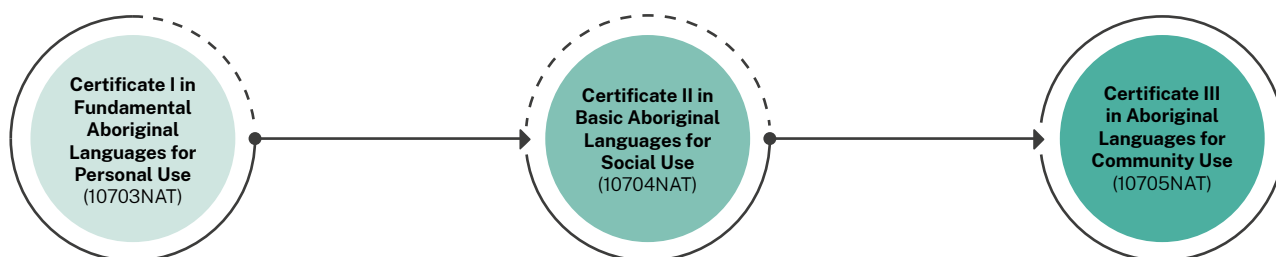 Certificate I in
Fundamental
Aboriginal
Languages for
Personal Use
(10703NAT)
Certificate II in
Basic Aboriginal
Languages for
Social Use
(10704NAT)
Certificate III
in Aboriginal
Languages for
Community Use
(10705NAT)